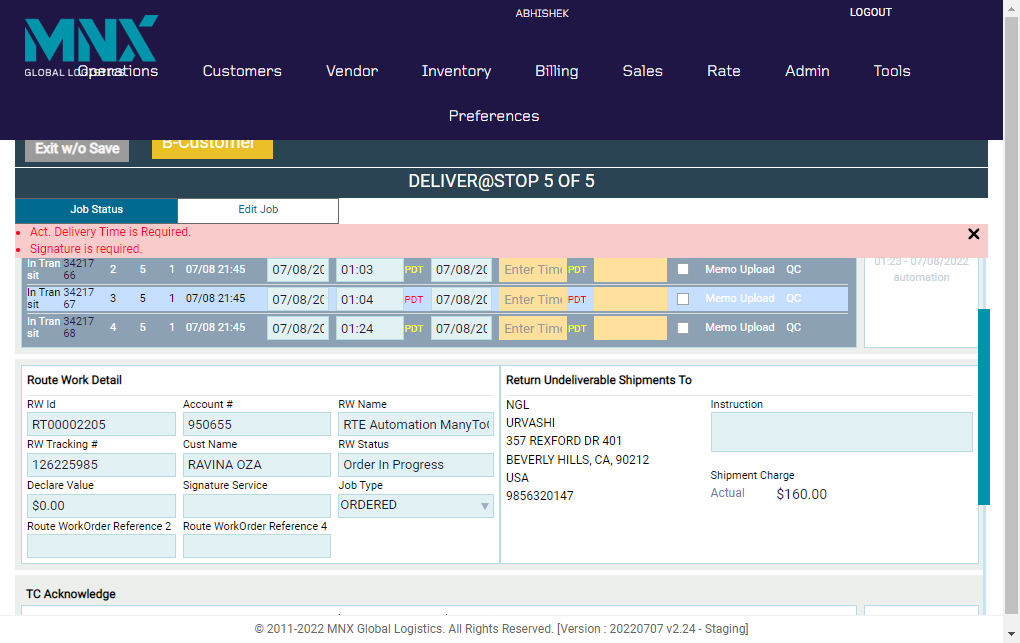 ABHISHEK
LOGOUT
MNX
GLOBAL LOGISTICS
Operations Customers Vendor Inventory Billing Sales Rate Admin Tools
Preferences
Exit w/o Save
B-Customer
DELIVER@STOP 5 OF 5
Job Status
Edit Job
Act. Delivery Time is Required.
Signature is required.
In Tran 34217
sit 66 2 5 1 07/08 21:45 07/08/20 01:03 PDT 07/08/20 Enter Time PDT Memo Upload QC
In Tran 34217
sit 67 3 5 1 07/08 21:45 07/08/20 01:04 PDT 07/08/20 Enter Time PDT Memo Upload QC
In Tran 34217
sit 68 4 5 1 07/08 21:45 07/08/20 01:24 PDT 07/08/20 Enter Time PDT Memo Upload QC
01:23 - 07/08/2022
automation
Route Work Detail
RW Id Account # RW Name
RT00002205 950655 RTE Automation ManyToO
RW Tracking # Cust Name RW Status
126225985 RAVINA OZA Order In Progress
Declare Value Signature Service Job Type
$0.00 ORDERED
Route WorkOrder Reference 2 Route WorkOrder Reference 4
Return Undeliverable Shipments To
NGL
URVASHI
357 REXFORD DR 401
BEVERLY HILLS, CA, 90212
USA
9856320147
Instruction
Shipment Charge
Actual $160.00
TC Acknowledge
© 2011-2022 MNX Global Logistics. All Rights Reserved. [Version : 20220707 v2.24 - Staging]